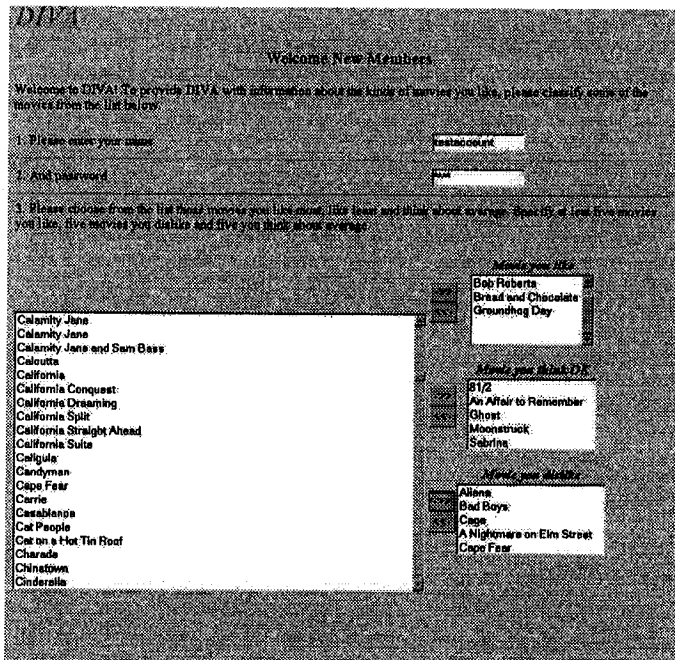 DIVA
Welcome New Members
Welcome to DIVA! To provide DIVA with information about the kinds of movies you like, please classify some of the
movies from the list below.
1. Please enter your name
testaccount
2. And password
****
3. Please choose from the list those movies you like most, like least and think about average. Specify at lest five movies
you like, five movies you dislike and five you think about average
Movie you like
>>
<<
Bob Roberts
Bread and Chocolate
Groundhog Day
Calamity Jane
Calamity Jane
Calamity Jane and Sam Bass
Calcutta
California
California Conquest
California Dreaming
California Split
California Straight Ahead
California Suite
Caligula
Candyman
Cape Fear
Carrie
Casablanca
Cat People
Cat on a Hot Tin Roof
Charade
Chinatown
Cinderella
Movie you think OK
>>
<<
81/2
An Affair to Remember
Ghost
Moonstruck
Sabrina
Movie you dislike
>>
<<
Aliens
Bad Boys
Cage
A Nightmare on Elm Street
Cape Fear